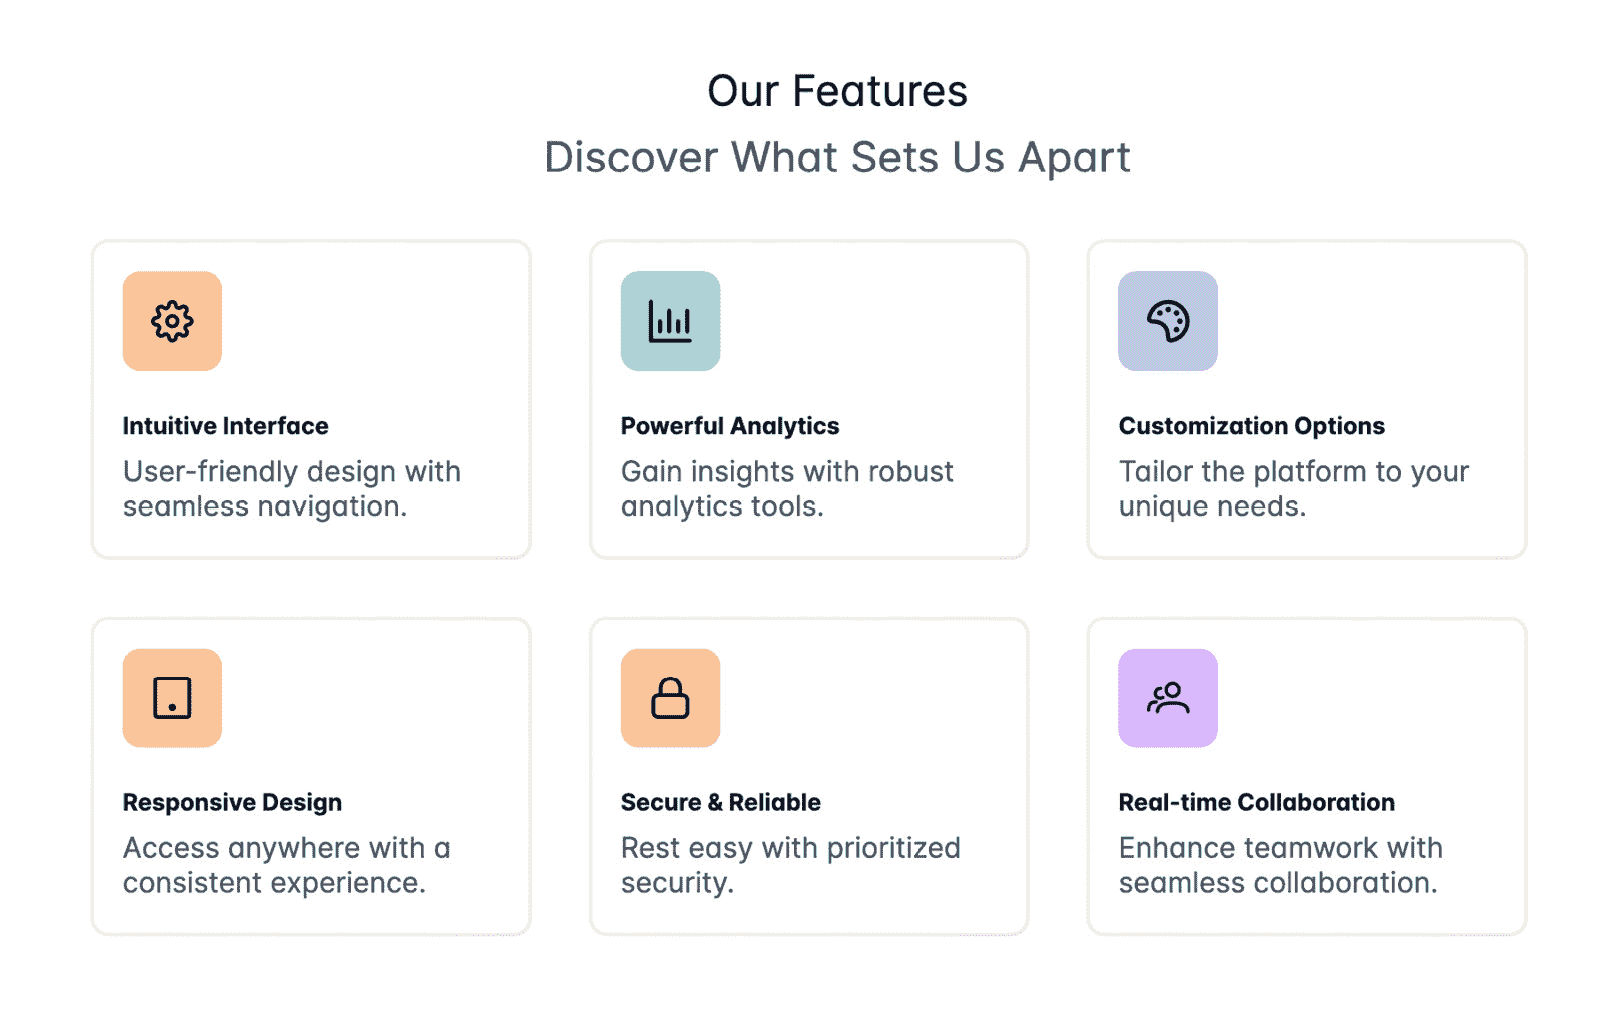 Our Features
Discover What Sets Us Apart
Intuitive Interface
User-friendly design with
seamless navigation.
Powerful Analytics
Gain insights with robust
analytics tools.
Customization Options
Tailor the platform to your
unique needs.
Responsive Design
Access anywhere with a
consistent experience.
Secure & Reliable
Rest easy with prioritized
security.
Real-time Collaboration
Enhance teamwork with
seamless collaboration.